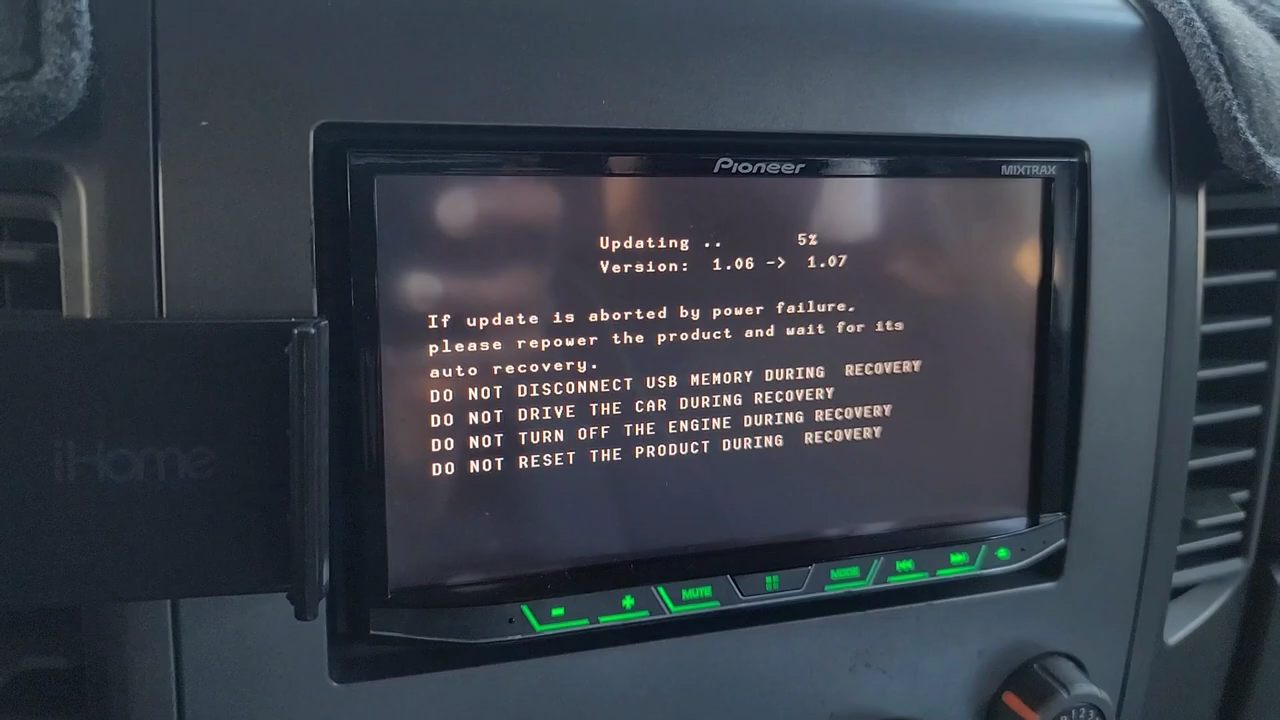 Pioneer
MIXTRAX
Updating .. 5%
Version: 1.06 -> 1.07
If update is aborted by power failure.
please repower the product and wait for its
auto recovery.
DO NOT DISCONNECT USB MEMORY DURING RECOVERY
DO NOT DRIVE THE CAR DURING RECOVERY
DO NOT TURN OFF THE ENGINE DURING RECOVERY
DO NOT RESET THE PRODUCT DURING RECOVERY
iHome
- + MUTE MODE